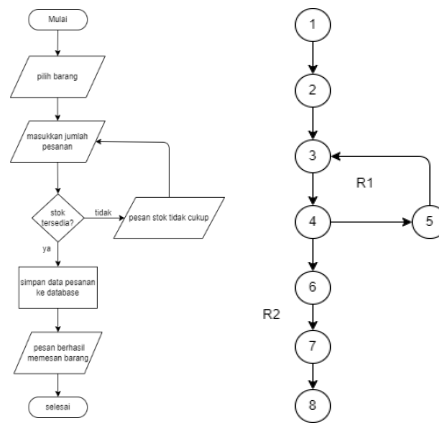 Mulai
pilih barang
masukkan jumlah
pesanan
stok
tersedia?
tidak
pesan stok tidak cukup
ya
simpan data pesanan
ke database
pesan berhasil
memesan barang
selesai
1
2
3
R1
4
5
6
R2
7
8